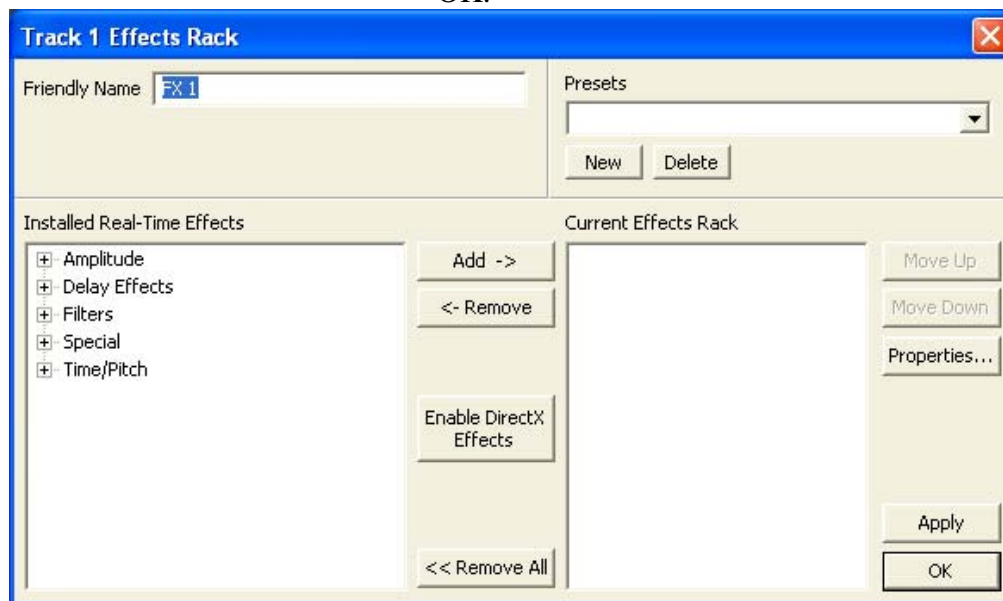 OK.
Track 1 Effects Rack
Friendly Name FX 1
Presets
New Delete
Installed Real-Time Effects
Current Effects Rack
Amplitude
Delay Effects
Filters
Special
Time/Pitch
Add ->
<- Remove
Enable DirectX
Effects
<< Remove All
Move Up
Move Down
Properties...
Apply
OK